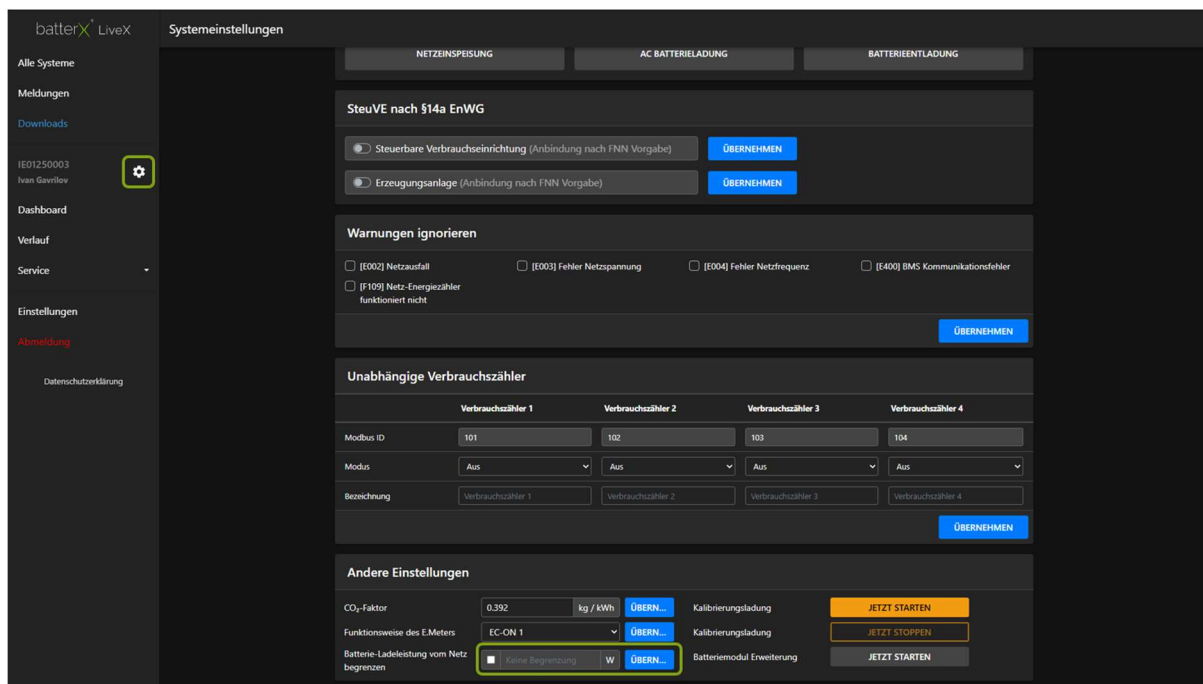 batterX LiveX
Systemeinstellungen
Alle Systeme
Meldungen
Downloads
IE01250003
Ivan Gavrilov
Dashboard
Verlauf
Service
Einstellungen
Abmeldung
Datenschutzerklärung
NETZEINSPEISUNG AC BATTERIELADUNG BATTERIEENTLADUNG
SteuVE nach §14a EnWG
Steuerbare Verbrauchseinrichtung (Anbindung nach FNN Vorgabe) ÜBERNEHMEN
Erzeugungsanlage (Anbindung nach FNN Vorgabe) ÜBERNEHMEN
Warnungen ignorieren
[E002] Netzausfall [E003] Fehler Netzspannung [E004] Fehler Netzfrequenz [E400] BMS Kommunikationsfehler
[F109] Netz-Energiezähler
funktioniert nicht
ÜBERNEHMEN
Unabhängige Verbrauchszähler
Verbrauchszähler 1 Verbrauchszähler 2 Verbrauchszähler 3 Verbrauchszähler 4
Modbus ID 101 102 103 104
Modus Aus Aus Aus Aus
Bezeichnung Verbrauchszähler 1 Verbrauchszähler 2 Verbrauchszähler 3 Verbrauchszähler 4
ÜBERNEHMEN
Andere Einstellungen
CO₂-Faktor 0.392 kg / kWh ÜBERN... Kalibrierungsladung JETZT STARTEN
Funktionsweise des E.Meters EC-ON 1 ÜBERN... Kalibrierungsladung JETZT STOPPEN
Batterie-Ladeleistung vom Netz
begrenzen Keine Begrenzung W ÜBERN... Batteriemodul Erweiterung JETZT STARTEN